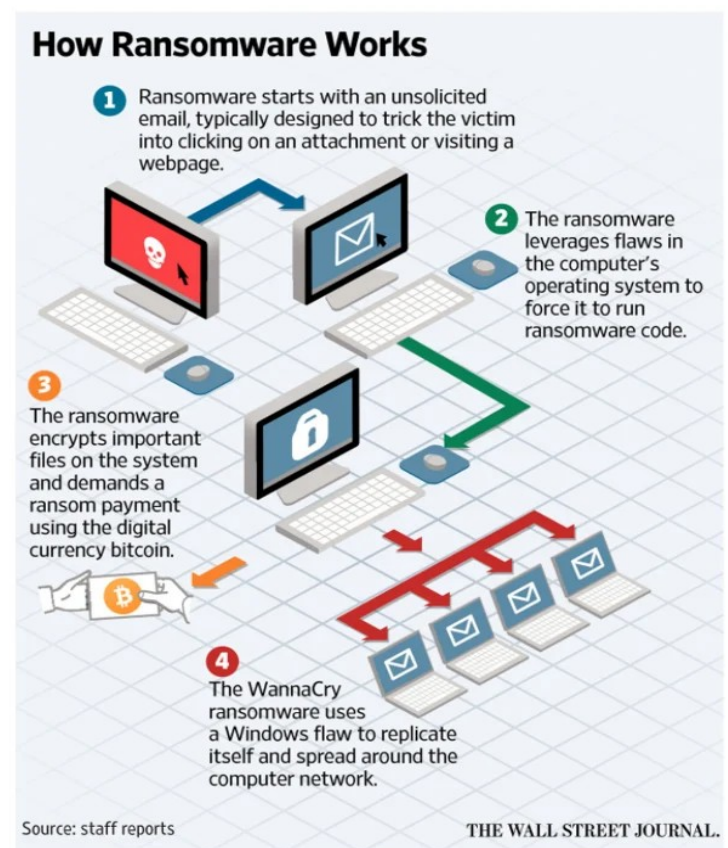 How Ransomware Works
1 Ransomware starts with an unsolicited
email, typically designed to trick the victim
into clicking on an attachment or visiting a
webpage.
2 The ransomware
leverages flaws in
the computer's
operating system to
force it to run
ransomware code.
3
The ransomware
encrypts important
files on the system
and demands a
ransom payment
using the digital
currency bitcoin.
4
The WannaCry
ransomware uses
a Windows flaw to replicate
itself and spread around the
computer network.
Source: staff reports
THE WALL STREET JOURNAL.